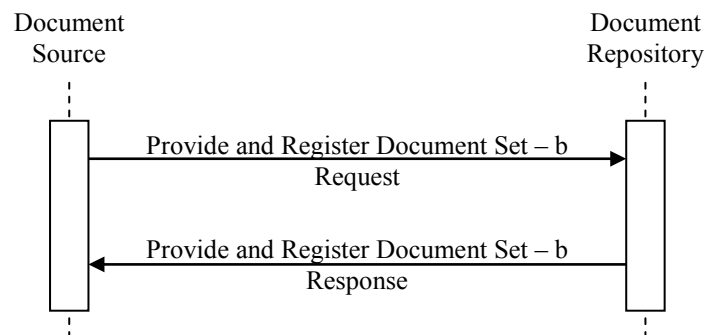 Document
Source
Document
Repository
Provide and Register Document Set – b
Request
Provide and Register Document Set – b
Response